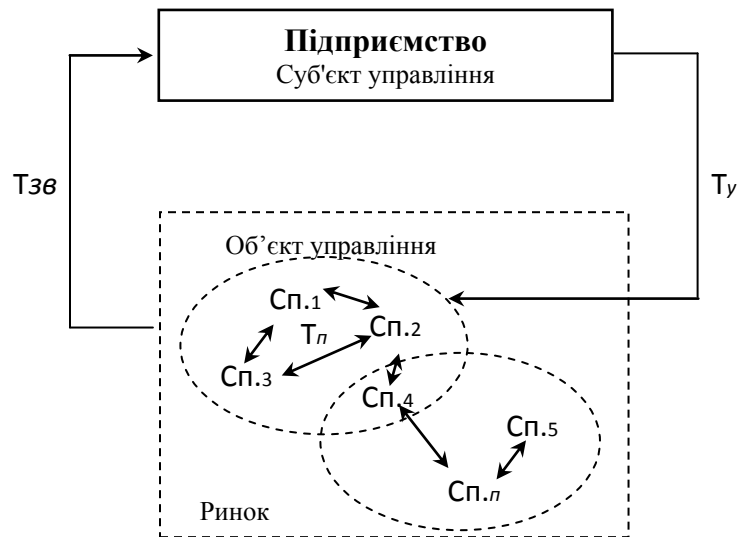 Підприємство
Суб'єкт управління
Тзв
Ту
Об’єкт управління
Сп.1
Тп
Сп.2
Сп.3
Сп.4
Сп.5
Сп.п
Ринок